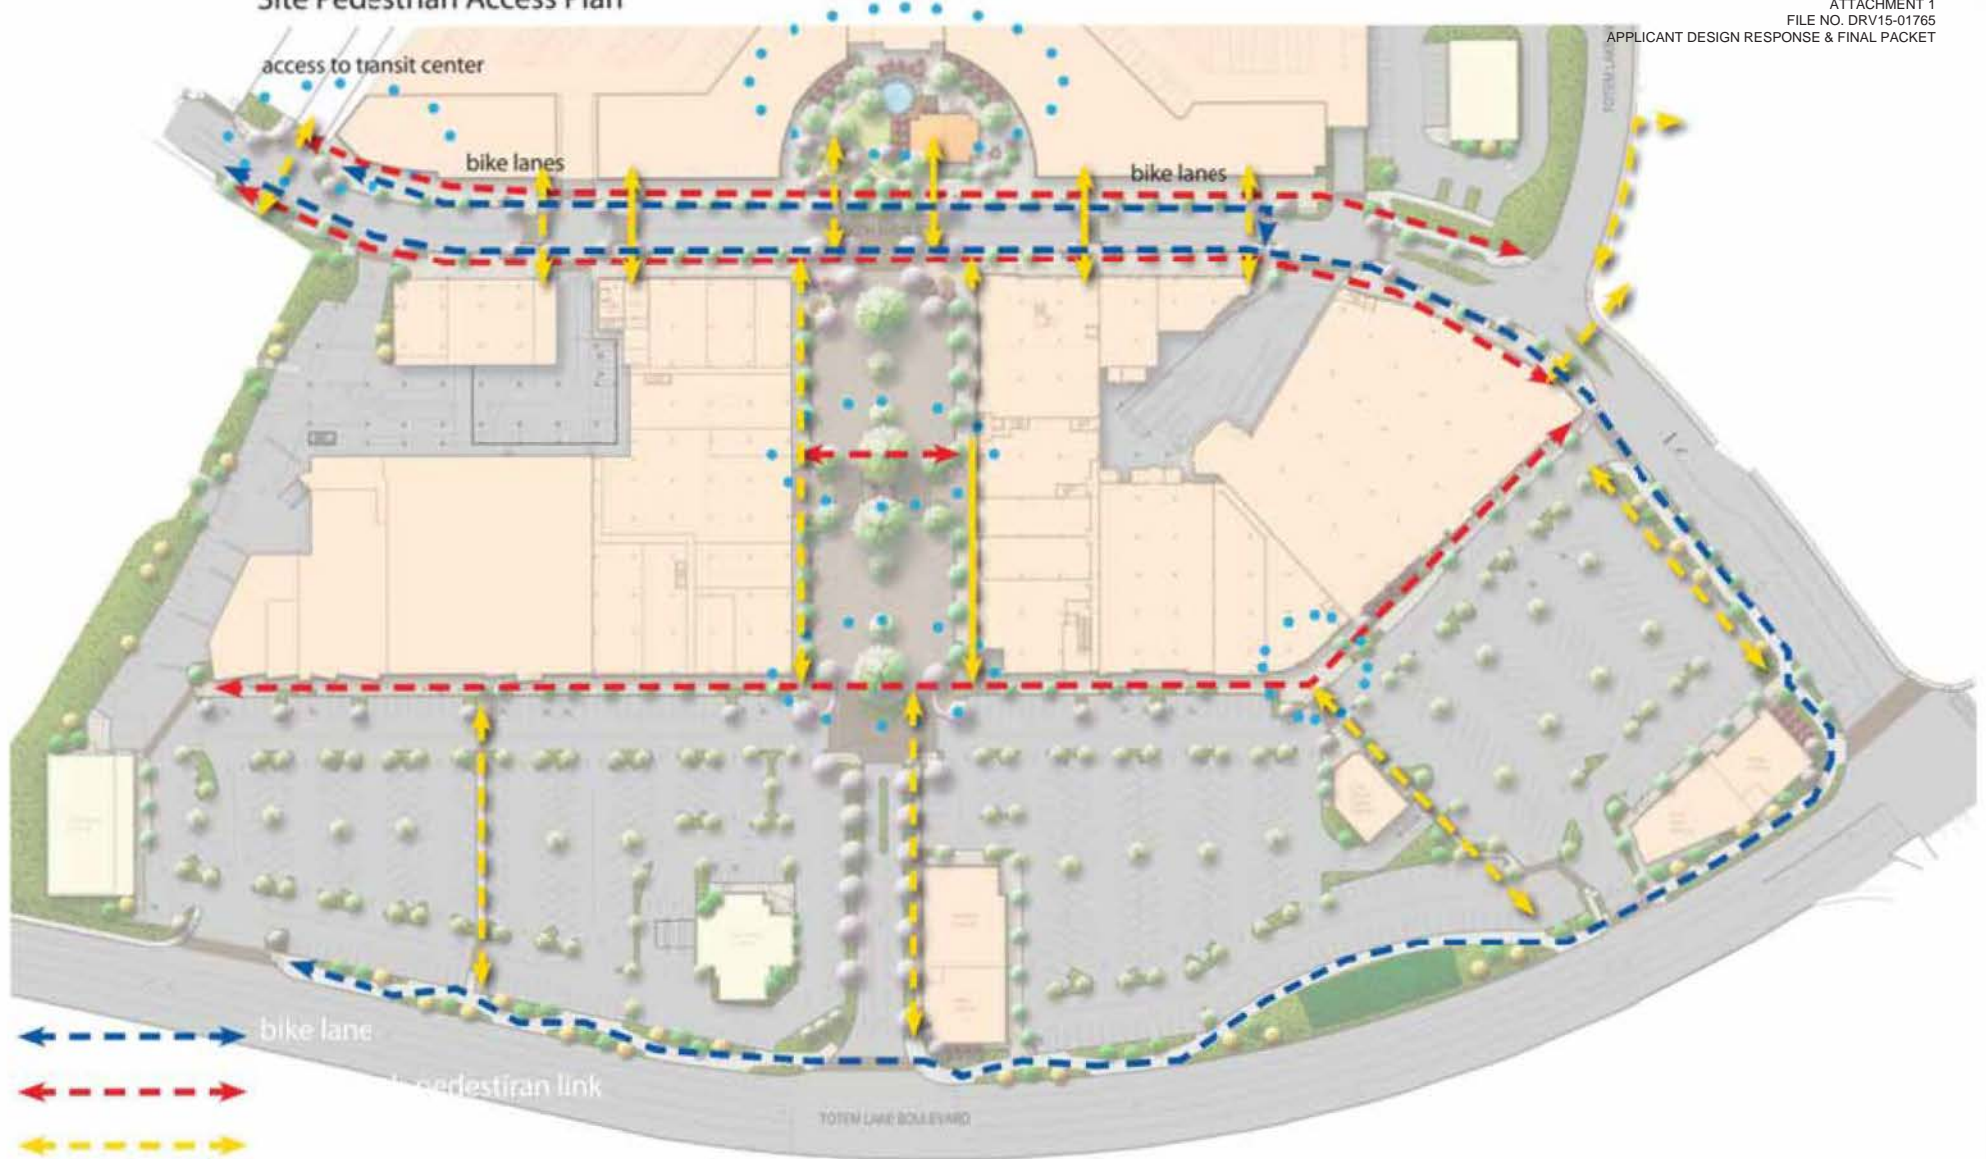 Site Pedestrian Access Plan
ATTACHMENT 1
FILE NO. DRV15-01765
APPLICANT DESIGN RESPONSE & FINAL PACKET
access to transit center
bike lanes
bike lanes
bike lane
pedestiran link
TOTEM LAKE BOULEVARD